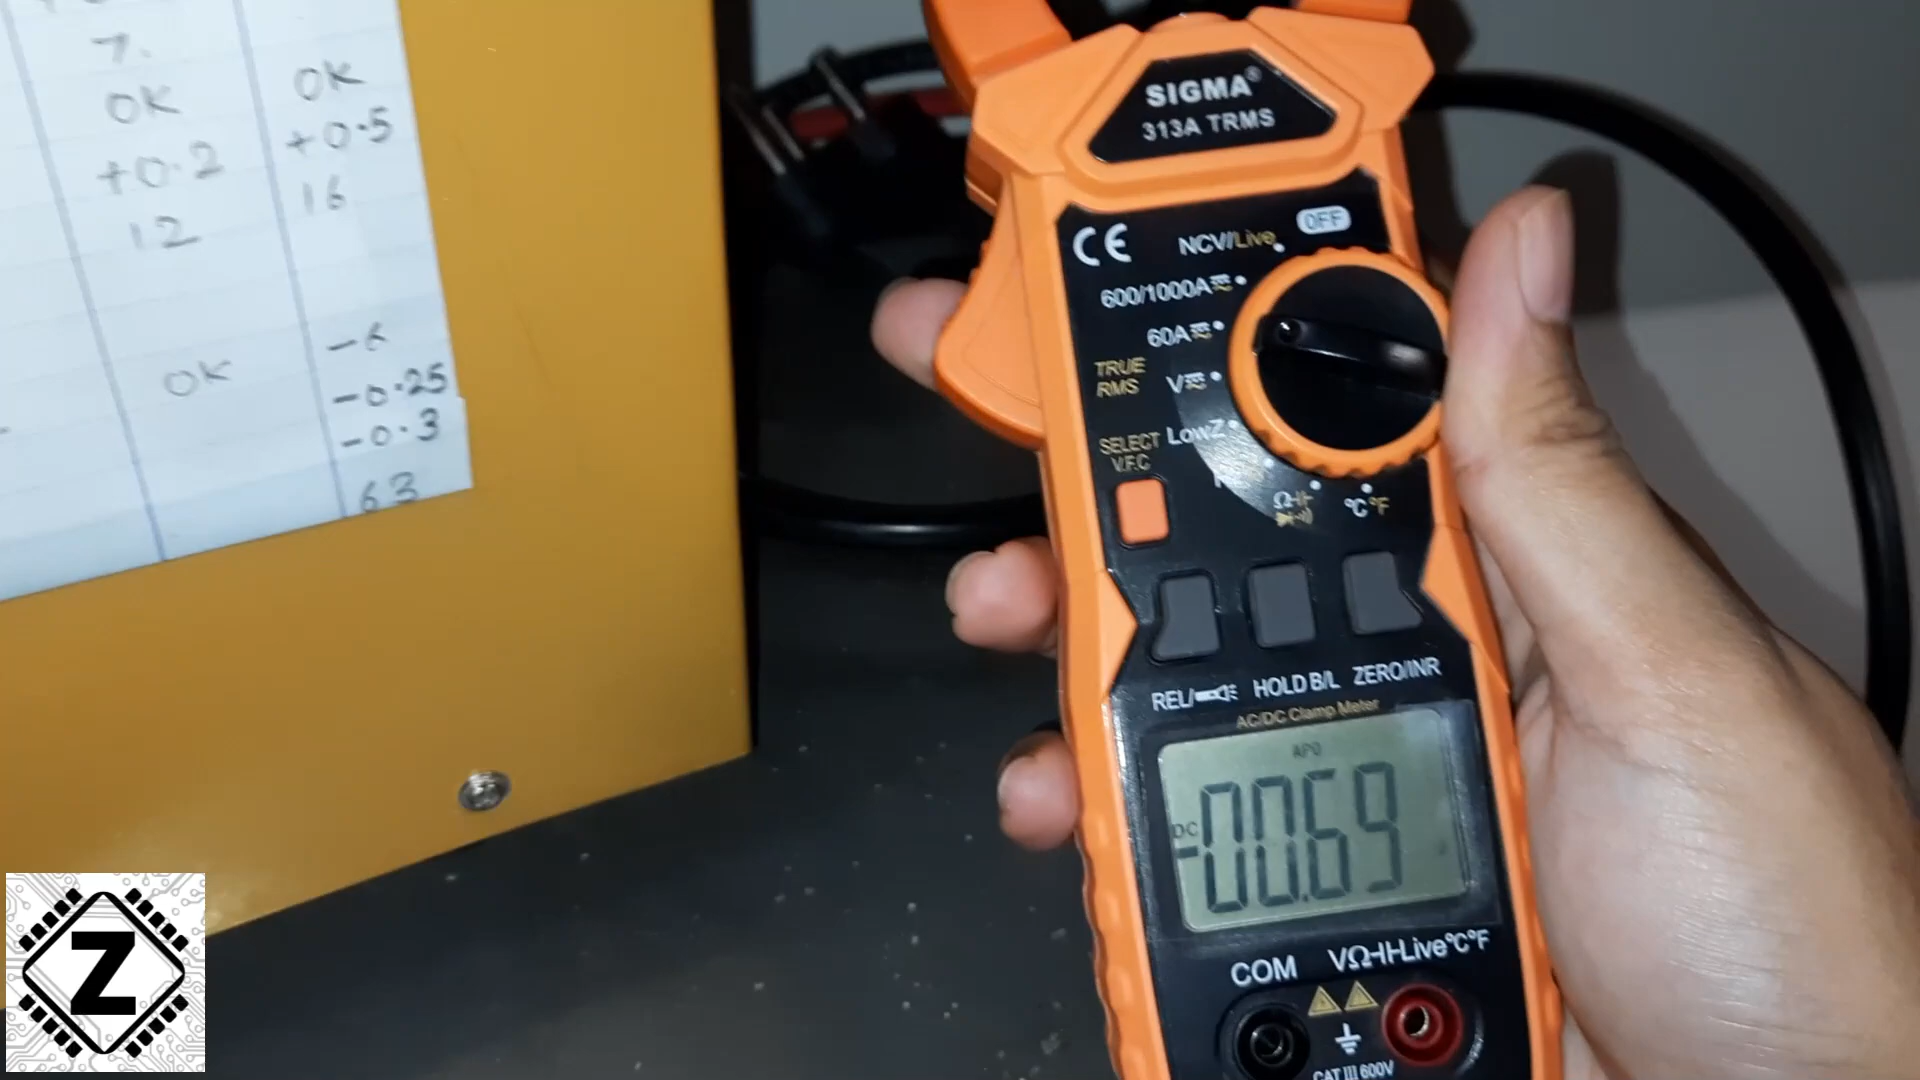 7.
OK OK
+0.2 +0.5
12 16
-6
OK -0.25
-0.3
63
SIGMA®
313A TRMS
CE
OFF
NCV/Live
600/1000A
60A
TRUE
RMS
V
SELECT
V.F.C
LowZ
Ω
°C°F
REL/
HOLD B/L
ZERO/INR
AC/DC Clamp Meter
APO
DC
-00.69
COM
VΩLive°C°F
CAT III 600V
Z